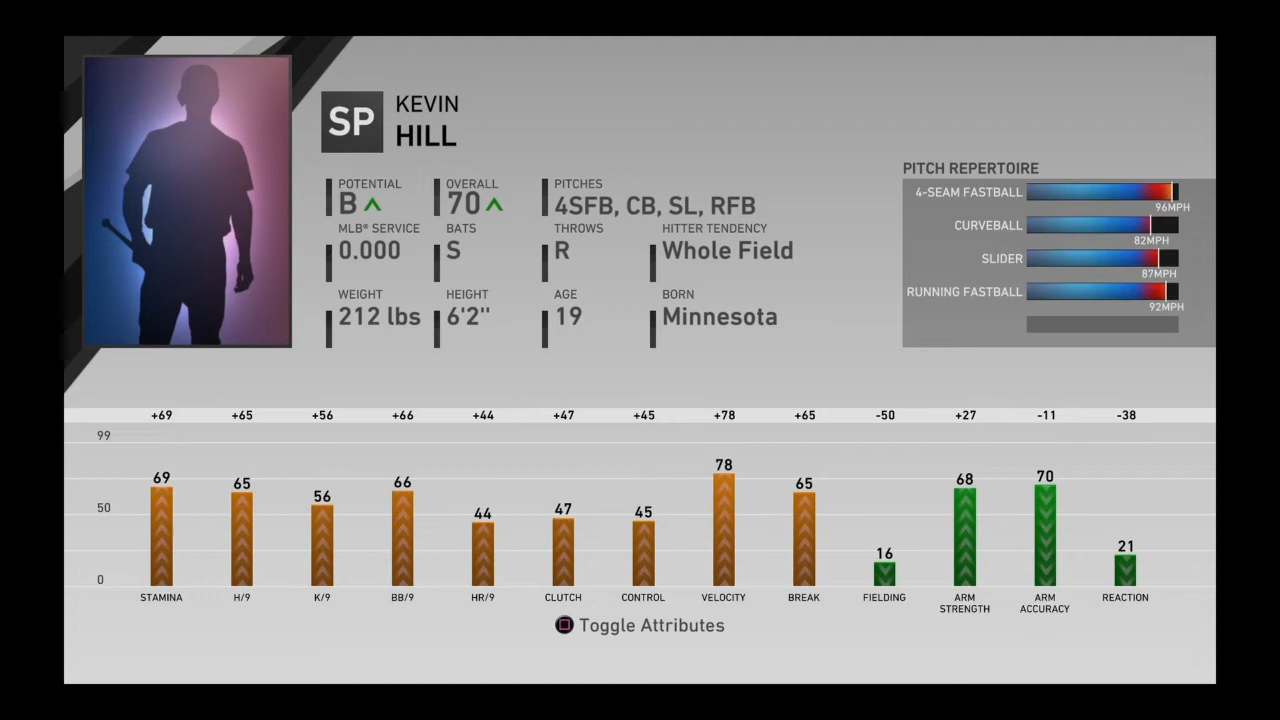 SP
KEVIN
HILL
POTENTIAL OVERALL PITCHES
B 70 4SFB, CB, SL, RFB
MLB® SERVICE BATS THROWS HITTER TENDENCY
0.000 S R Whole Field
WEIGHT HEIGHT AGE BORN
212 lbs 6'2" 19 Minnesota
PITCH REPERTOIRE
4-SEAM FASTBALL
96MPH
CURVEBALL
82MPH
SLIDER
87MPH
RUNNING FASTBALL
92MPH
+69 +65 +56 +66 +44 +47 +45 +78 +65 -50 +27 -11 -38
99
50
0
69 65 56 66 44 47 45 78 65 16 68 70 21
STAMINA H/9 K/9 BB/9 HR/9 CLUTCH CONTROL VELOCITY BREAK FIELDING ARM STRENGTH ARM ACCURACY REACTION
Toggle Attributes